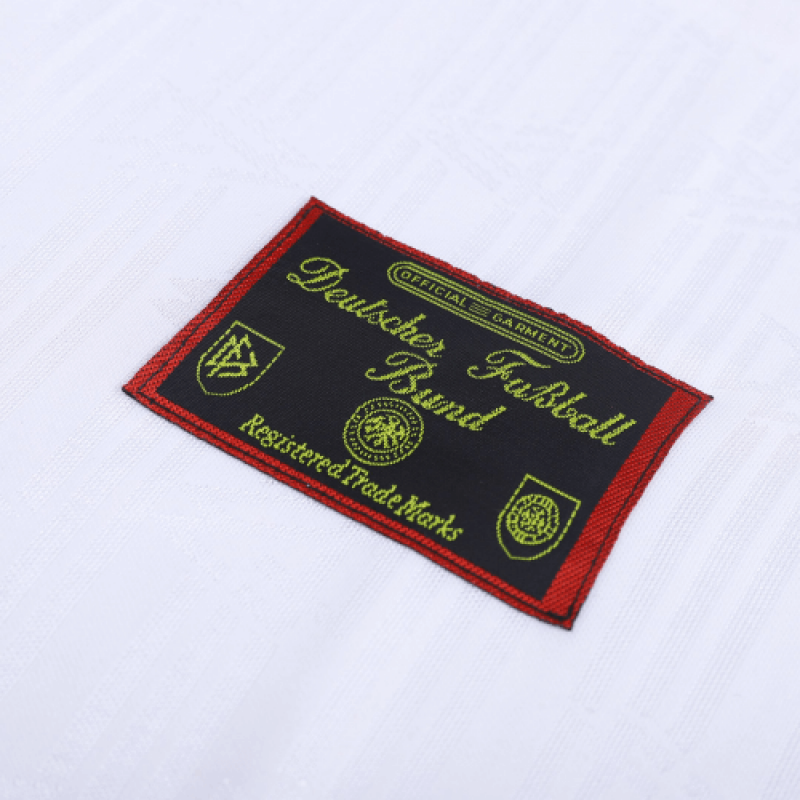 OFFICIAL GARMENT
Deutscher Fußball
Bund
Registered Trade Marks